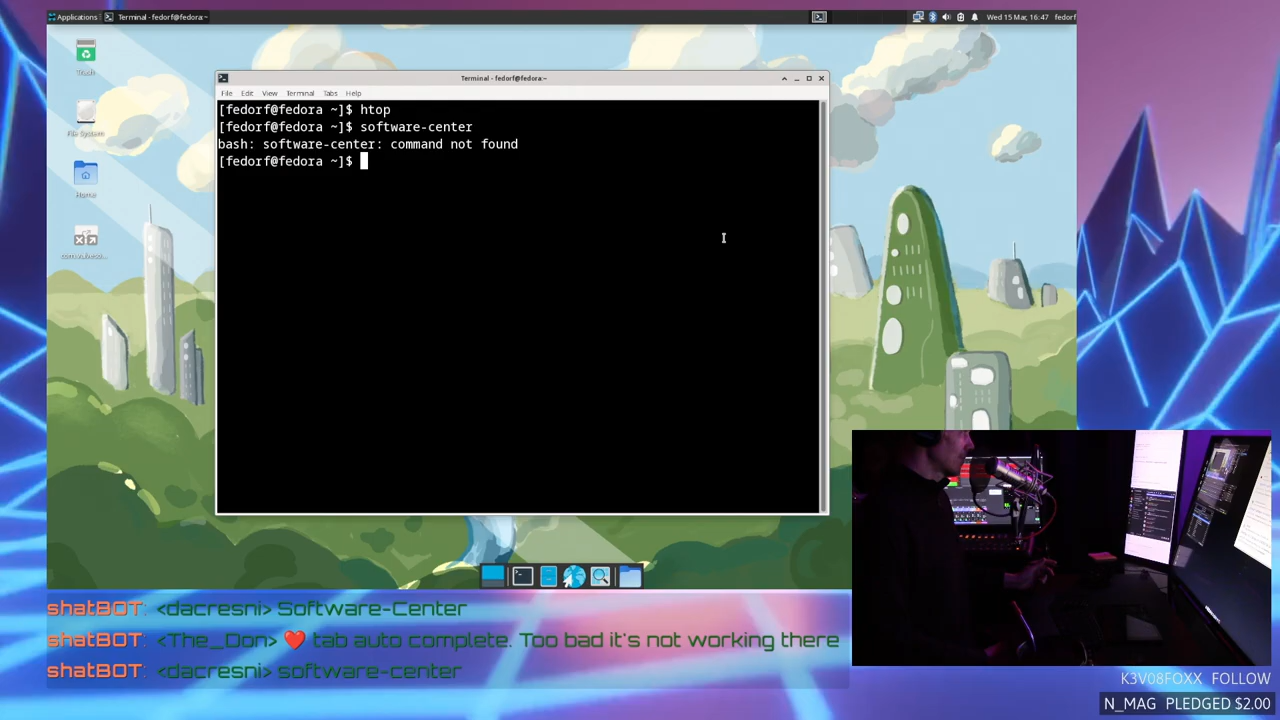 Applications
Terminal - fedorf@fedora:~
Wed 15 Mar, 16:47
fedorf
Trash
File System
Home
com.valveso...
Terminal - fedorf@fedora:~
File Edit View Terminal Tabs Help
[fedorf@fedora ~]$ htop
[fedorf@fedora ~]$ software-center
bash: software-center: command not found
[fedorf@fedora ~]$
shatBOT: <dacresni> Software-Center
shatBOT: <The_Don> ❤️ tab auto complete. Too bad it's not working there
shatBOT: <dacresni> software-center
K3V08FOXX FOLLOW
N_MAG PLEDGED $2.00